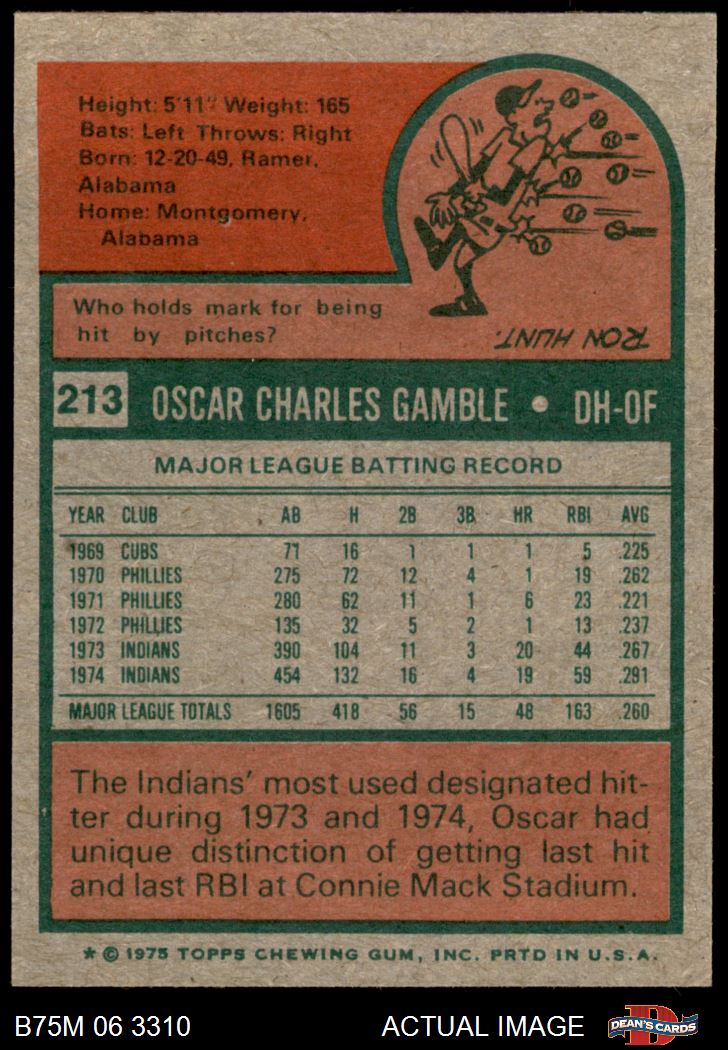 Height: 5'11" Weight: 165
Bats: Left Throws: Right
Born: 12-20-49, Ramer,
Alabama
Home: Montgomery,
Alabama
Who holds mark for being
hit by pitches?
RON HUNT.
213 OSCAR CHARLES GAMBLE • DH-OF
MAJOR LEAGUE BATTING RECORD
YEAR CLUB AB H 2B 3B HR RBI AVG
1969 CUBS 71 16 1 1 1 5 .225
1970 PHILLIES 275 72 12 4 1 19 .262
1971 PHILLIES 280 62 11 1 6 23 .221
1972 PHILLIES 135 32 5 2 1 13 .237
1973 INDIANS 390 104 11 3 20 44 .267
1974 INDIANS 454 132 16 4 19 59 .291
MAJOR LEAGUE TOTALS 1605 418 56 15 48 163 .260
The Indians' most used designated hit-
ter during 1973 and 1974, Oscar had
unique distinction of getting last hit
and last RBI at Connie Mack Stadium.
* © 1975 TOPPS CHEWING GUM, INC. PRTD IN U.S.A.
B75M 06 3310 ACTUAL IMAGE D DEAN'S CARDS